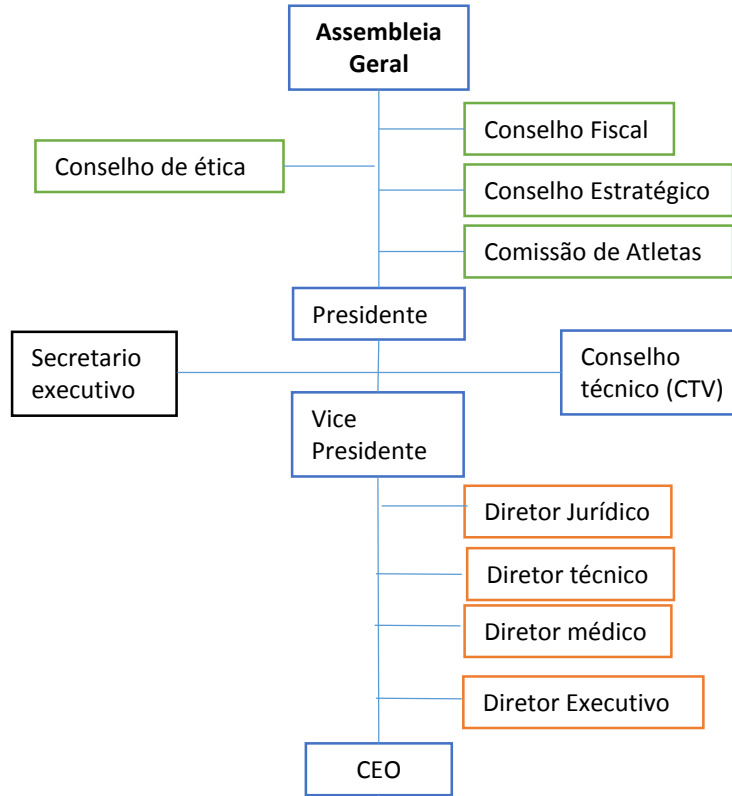 Assembleia
Geral
Conselho Fiscal
Conselho de ética
Conselho Estratégico
Comissão de Atletas
Presidente
Secretario
executivo
Conselho
técnico (CTV)
Vice
Presidente
Diretor Jurídico
Diretor técnico
Diretor médico
Diretor Executivo
CEO